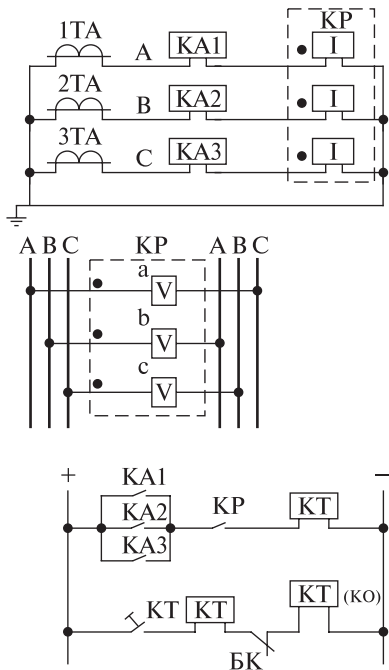 KP
1TA A KA1 I
2TA B KA2 I
3TA C KA3 I
A B C KP A B C
a
V
b
V
c
V
+ −
KA1
KA2 KP KT
KA3
KT KT KT (KO)
БК